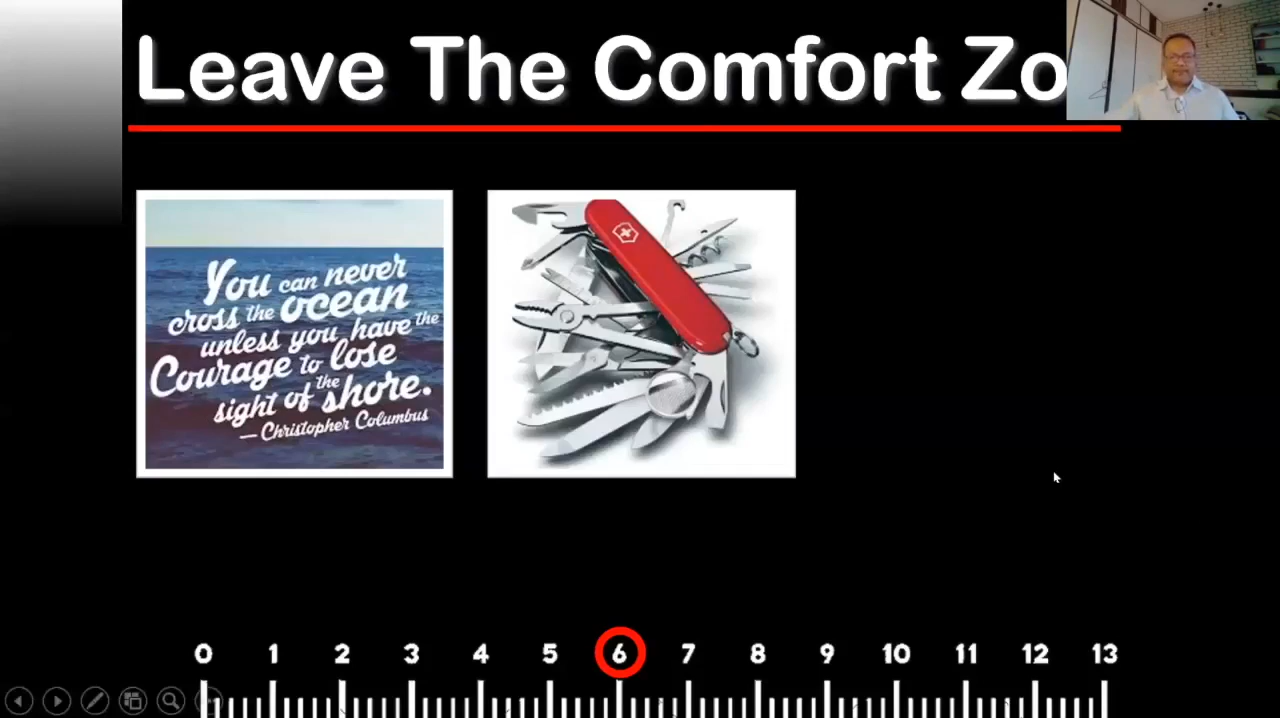 Leave The Comfort Zo
You can never
cross the ocean
unless you have the
Courage to lose
sight of the shore.
— Christopher Columbus
0 1 2 3 4 5 6 7 8 9 10 11 12 13